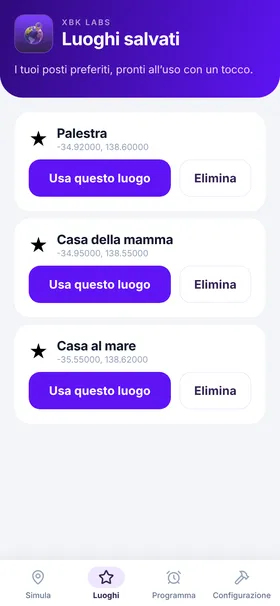 XBK LABS
Luoghi salvati
I tuoi posti preferiti, pronti all'uso con un tocco.
Palestra
-34.92000, 138.60000
Usa questo luogo
Elimina
Casa della mamma
-34.95000, 138.55000
Usa questo luogo
Elimina
Casa al mare
-35.55000, 138.62000
Usa questo luogo
Elimina
Simula
Luoghi
Programma
Configurazione